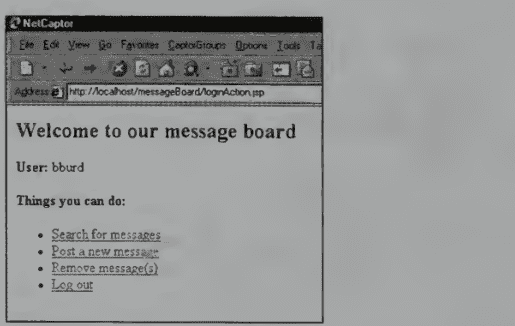 NetCaptor
File Edit View Go Favorites CaptorGroups Options Tools Ta
Address http://localhost/messageBoard/loginAction.jsp
Welcome to our message board
User: bburd
Things you can do:
• Search for messages
• Post a new message
• Remove message(s)
• Log out